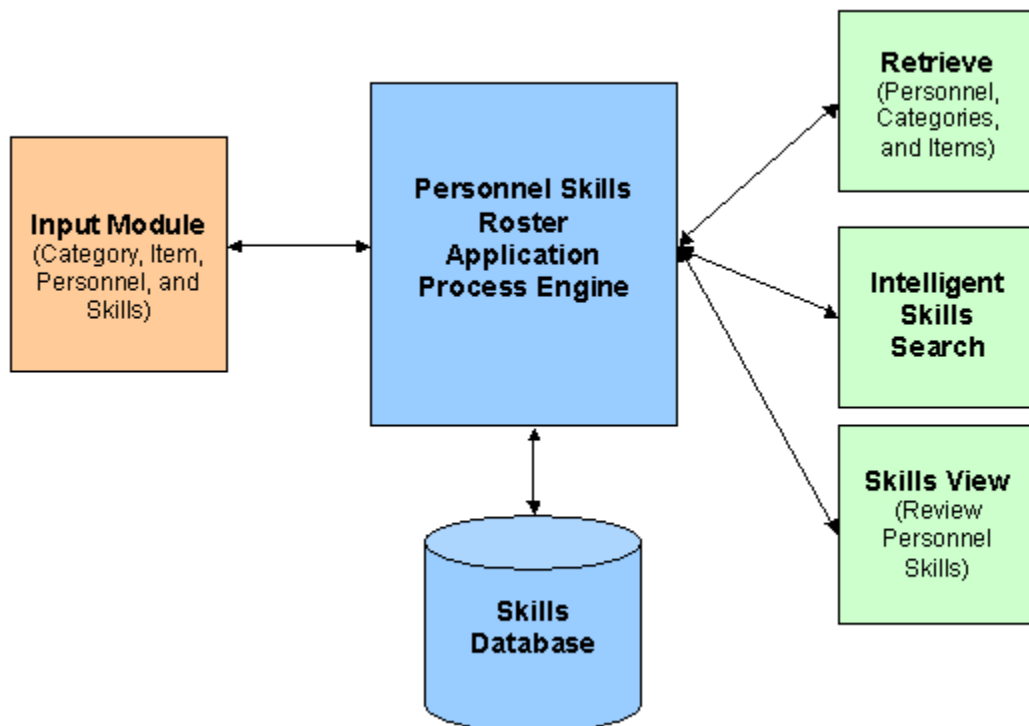 Input Module
(Category, Item,
Personnel, and
Skills)
Personnel Skills
Roster
Application
Process Engine
Skills
Database
Retrieve
(Personnel,
Categories,
and Items)
Intelligent
Skills
Search
Skills View
(Review
Personnel
Skills)